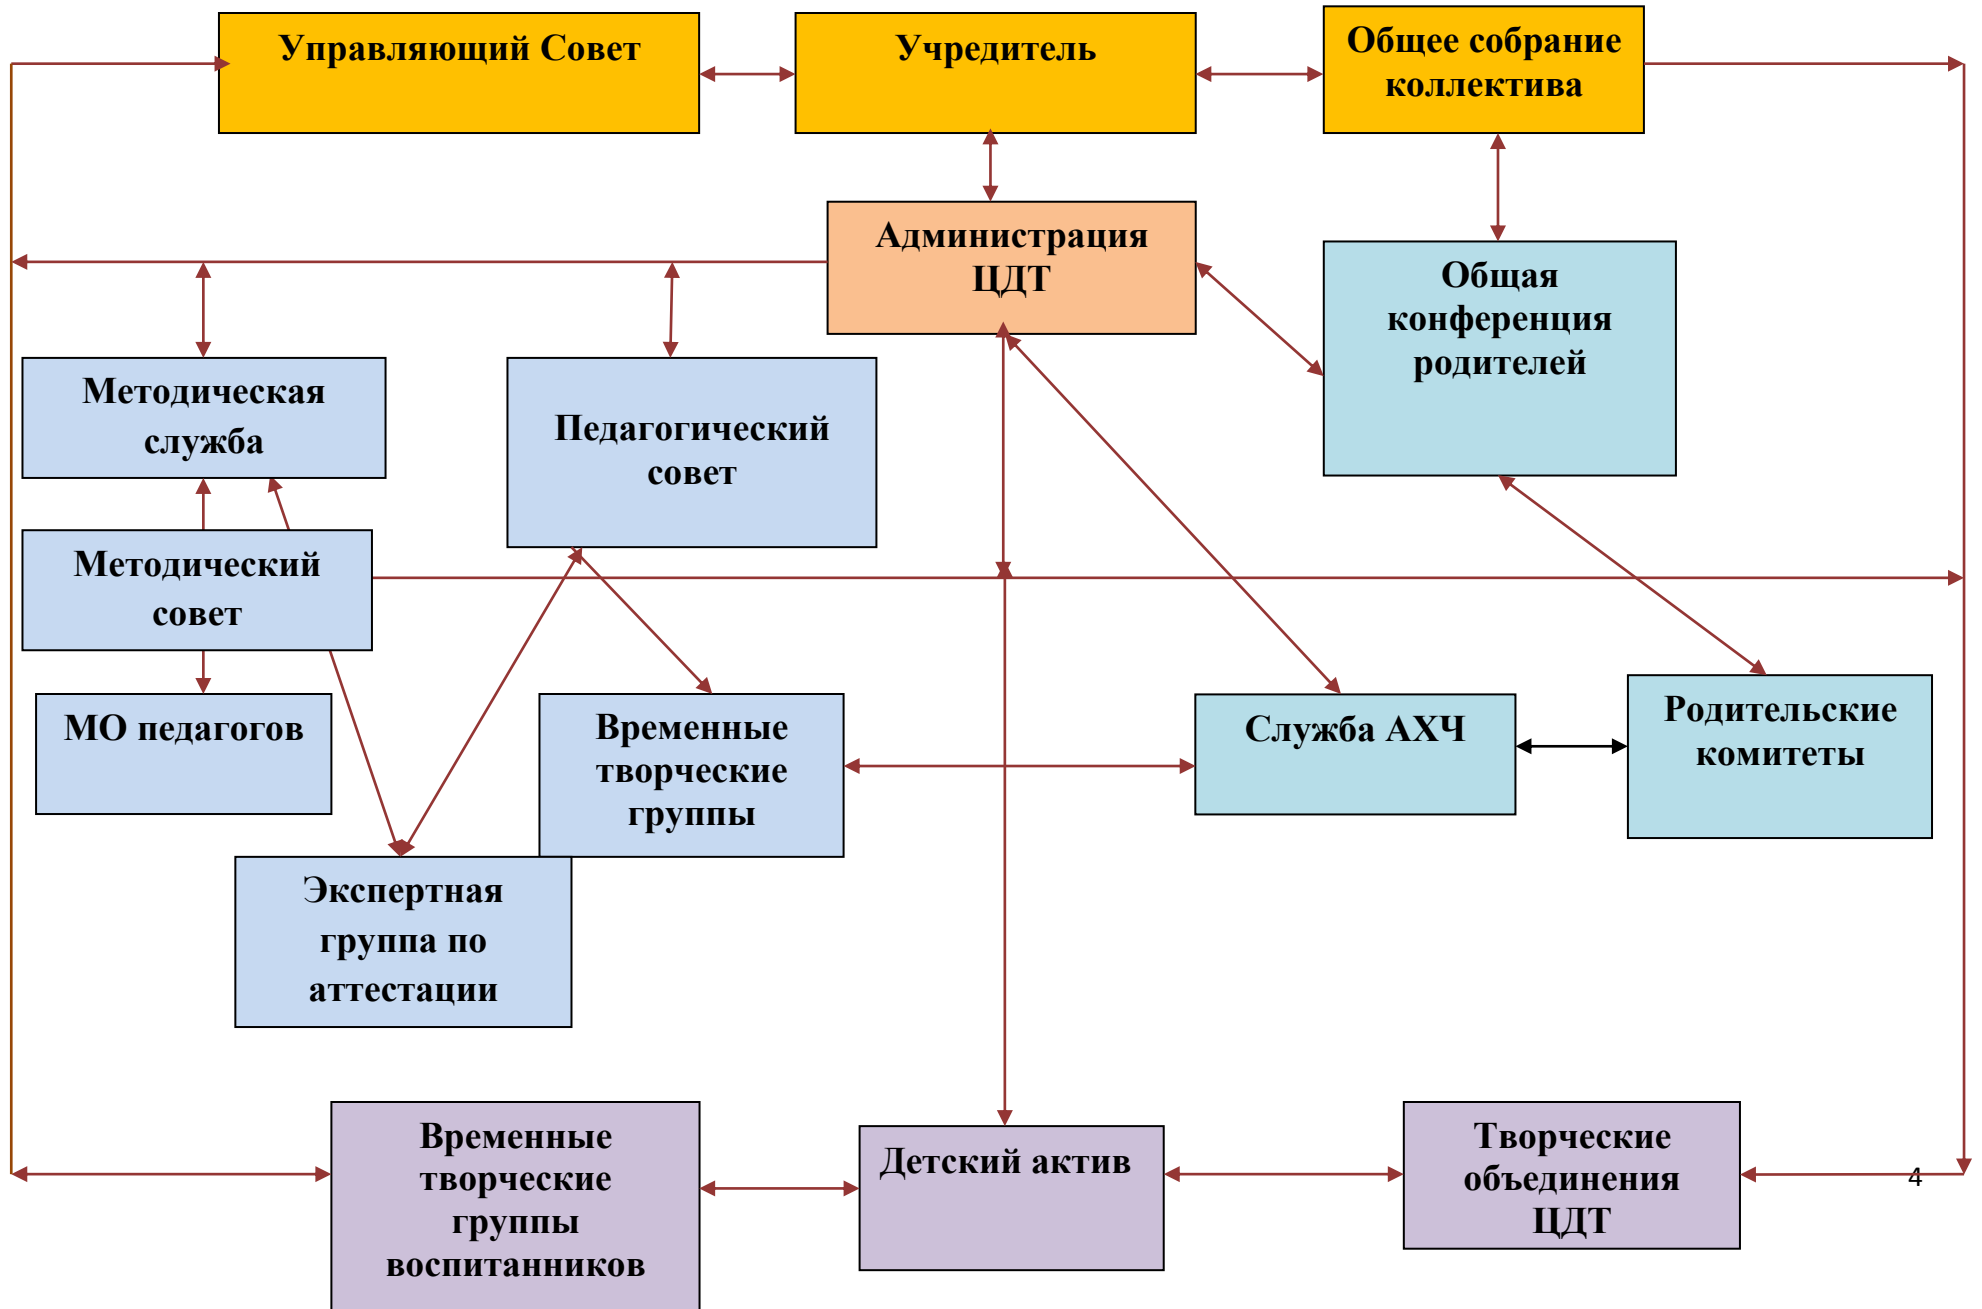 Управляющий Совет
Учредитель
Общее собрание
коллектива
Администрация
ЦДТ
Общая
конференция
родителей
Методическая
служба
Педагогический
совет
Методический
совет
МО педагогов
Временные
творческие
группы
Служба АХЧ
Родительские
комитеты
Экспертная
группа по
аттестации
Временные
творческие
группы
воспитанников
Детский актив
Творческие
объединения
ЦДТ
4